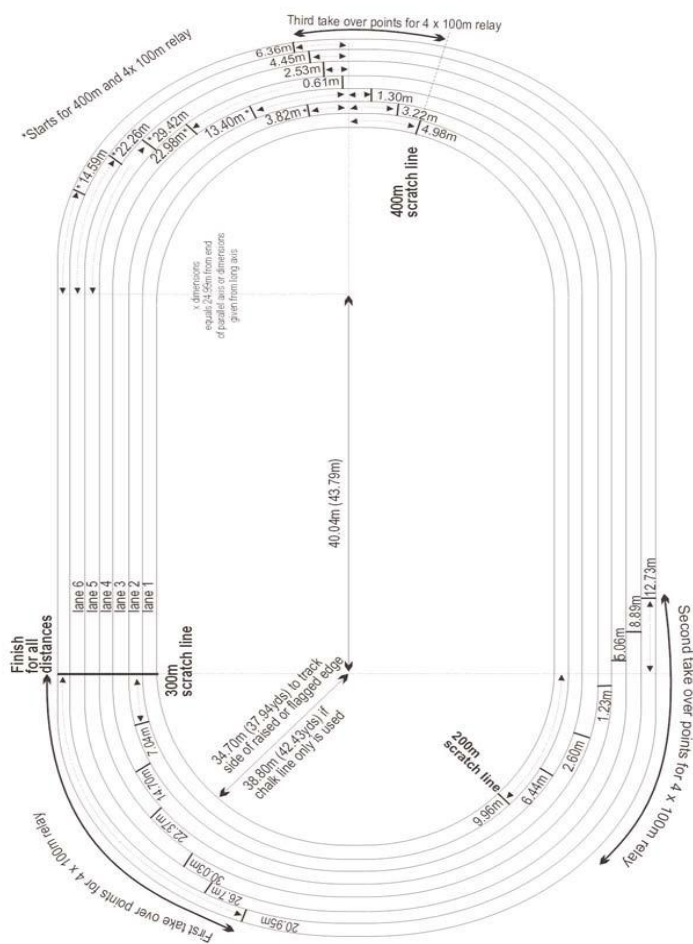 Third take over points for 4 x 100m relay
6.36m
4.45m
2.53m
0.61m
1.30m
3.22m
4.98m
*Starts for 400m and 4x 100m relay
*14.59m
*22.26m
*29.42m
22.98m*
13.40m*
3.82m*
400m
scratch line
x dimensions
equals 24.99m from end
of parallel axis or dimensions
given from long axis
40.04m (43.79m)
lane 6
lane 5
lane 4
lane 3
lane 2
lane 1
Finish
for all
distances
300m
scratch line
34.70m (37.94yds) to track
side of raised or flagged edge
38.80m (42.43yds) if
chalk line only is used
200m
scratch line
12.73m
8.89m
5.06m
1.23m
2.60m
6.44m
9.96m
Second take over points for 4 x 100m relay
7.04m
14.70m
22.37m
30.03m
26.7m
20.95m
First take over points for 4 x 100m relay